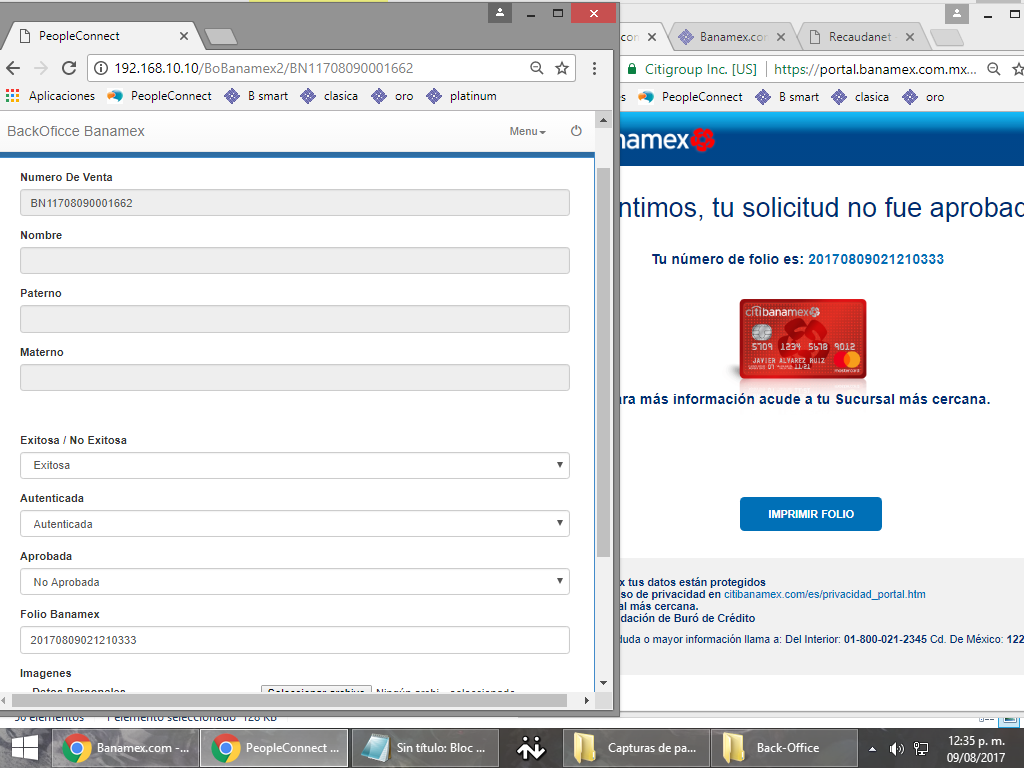 PeopleConnect
192.168.10.10/BoBanamex2/BN11708090001662
Aplicaciones PeopleConnect B smart clasica oro platinum
BackOficce Banamex
Menu
Numero De Venta
BN11708090001662
Nombre
Paterno
Materno
Exitosa / No Exitosa
Exitosa
Autenticada
Autenticada
Aprobada
No Aprobada
Folio Banamex
20170809021210333
Imagenes
Datos Personales Seleccionar archivo Ningún archi... seleccionado
Banamex.com Recaudanet
Citigroup Inc. [US] https://portal.banamex.com.mx...
PeopleConnect B smart clasica oro
namex
ntimos, tu solicitud no fue aprobad
Tu número de folio es: 20170809021210333
citibanamex
5709 1234 5678 9012
JAVIER ALVAREZ RUIZ
07 11/21
mastercard
ara más información acude a tu Sucursal más cercana.
IMPRIMIR FOLIO
x tus datos están protegidos
so de privacidad en citibanamex.com/es/privacidad_portal.htm
al más cercana.
dación de Buró de Crédito
duda o mayor información llama a: Del Interior: 01-800-021-2345 Cd. De México: 122
elementos 1 elemento seleccionado 128 KB
Banamex.com -...
PeopleConnect ...
Sin título: Bloc ...
Capturas de pa...
Back-Office
12:35 p. m.
09/08/2017